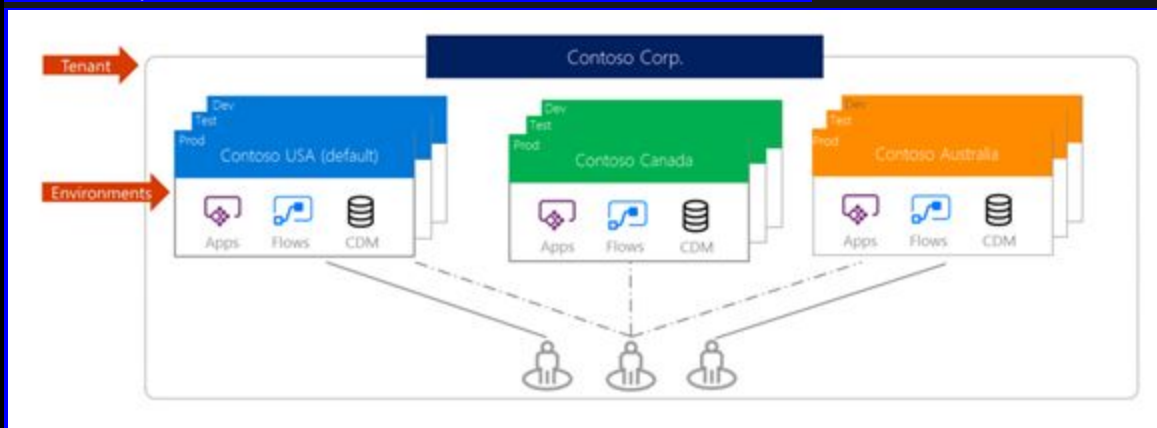 Contoso Corp.
Tenant
Dev
Test
Prod
Contoso USA (default)
Apps Flows CDM
Dev
Test
Prod
Contoso Canada
Apps Flows CDM
Dev
Test
Prod
Contoso Australia
Apps Flows CDM
Environments